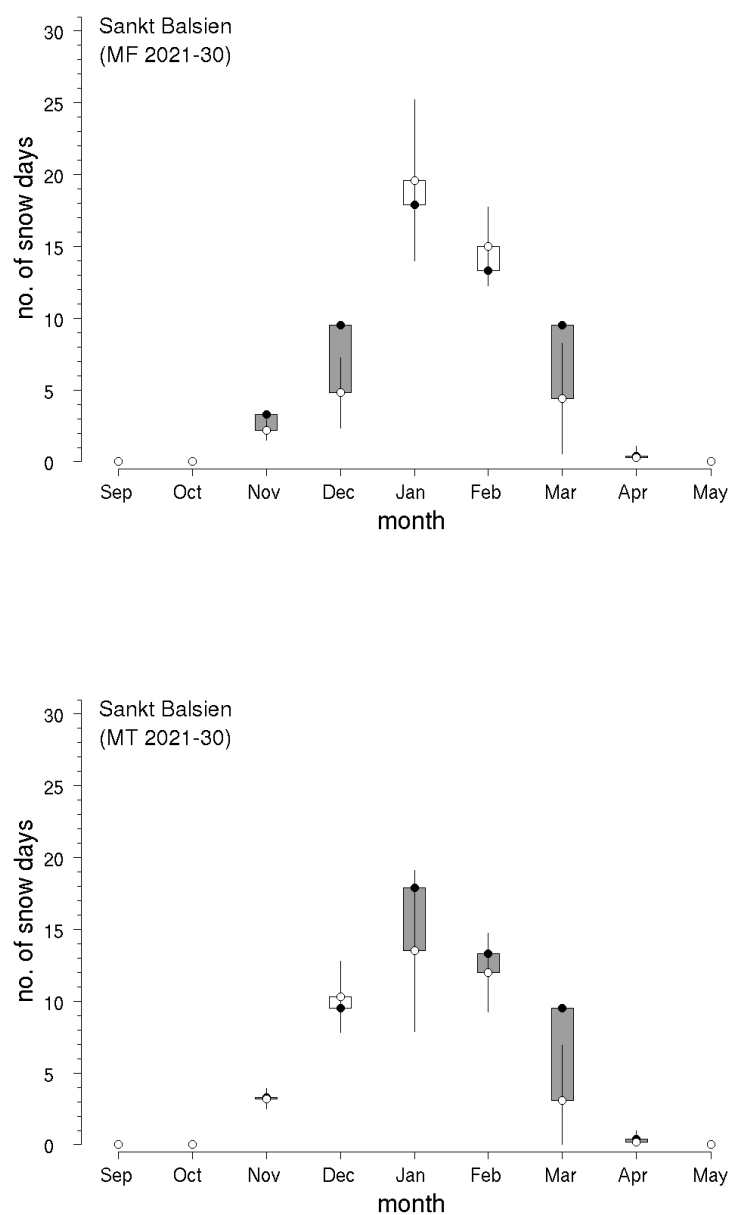 Sankt Balsien
(MF 2021-30)
30
25
20
15
10
5
0
no. of snow days
Sep Oct Nov Dec Jan Feb Mar Apr May
month
Sankt Balsien
(MT 2021-30)
30
25
20
15
10
5
0
no. of snow days
Sep Oct Nov Dec Jan Feb Mar Apr May
month